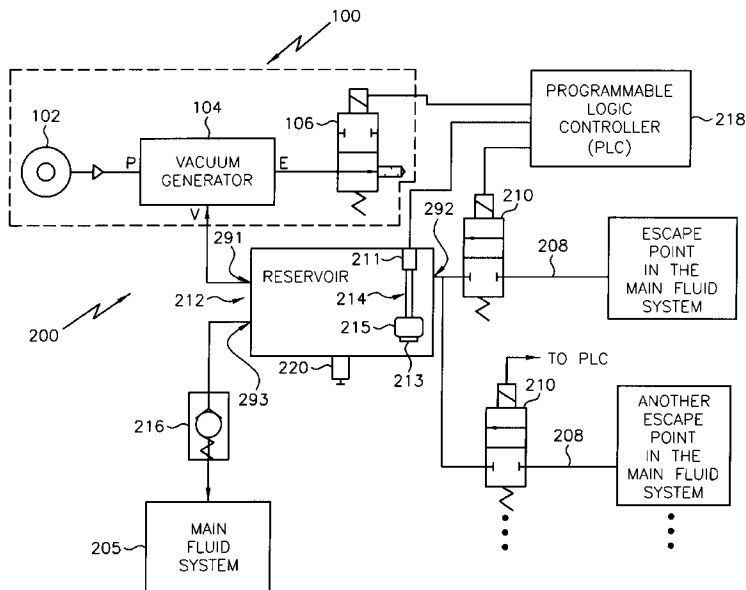 100
102
104
106
PROGRAMMABLE
LOGIC
CONTROLLER
(PLC)
218
P
VACUUM
GENERATOR
E
V
210
291
292
211
RESERVOIR
212
214
215
213
208
ESCAPE
POINT
IN THE
MAIN FLUID
SYSTEM
200
220
293
TO PLC
210
216
208
ANOTHER
ESCAPE
POINT
IN THE
MAIN FLUID
SYSTEM
205
MAIN
FLUID
SYSTEM